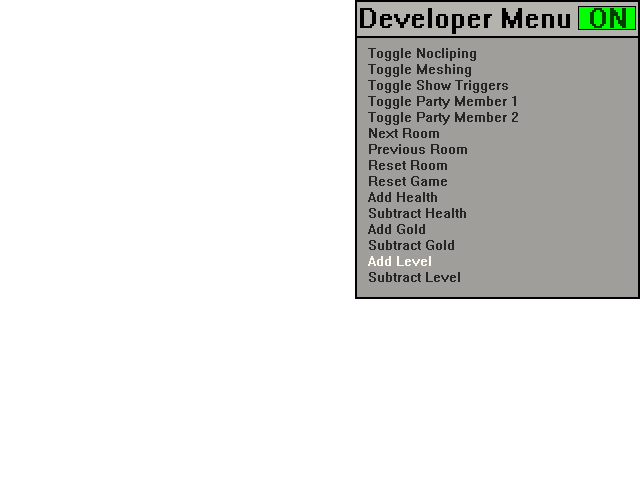 Developer Menu ON
Toggle Nocliping
Toggle Meshing
Toggle Show Triggers
Toggle Party Member 1
Toggle Party Member 2
Next Room
Previous Room
Reset Room
Reset Game
Add Health
Subtract Health
Add Gold
Subtract Gold
Add Level
Subtract Level